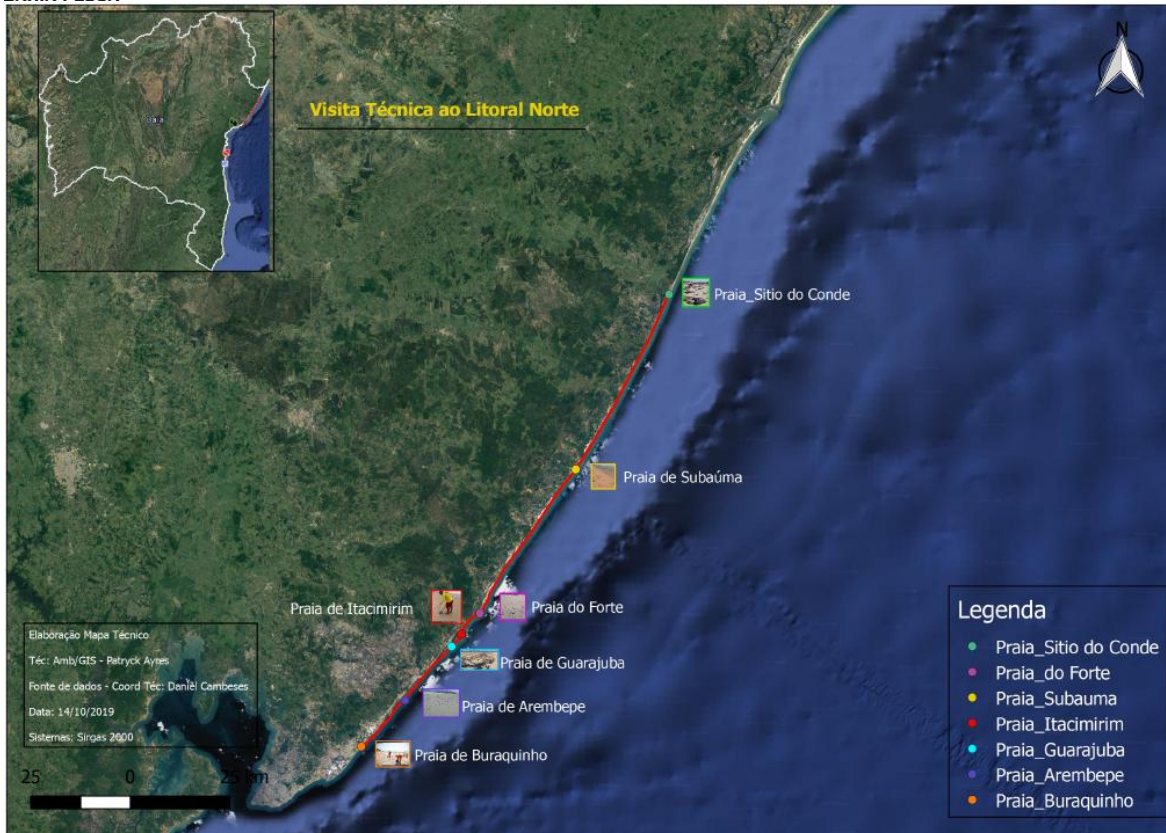 N
Visita Técnica ao Litoral Norte
Praia_Sitio do Conde
Praia de Subaúma
Praia de Itacimirim
Praia do Forte
Praia de Guarajuba
Praia de Arembepe
Praia de Buraquinho
Elaboração Mapa Técnico
Téc: Amb/GIS - Patryck Ayres
Fonte de dados - Coord Téc: Daniel Cambeses
Data: 14/10/2019
Sistemas: Sirgas 2000
25 0 25 km
Legenda
Praia_Sitio do Conde
Praia_do Forte
Praia_Subauma
Praia_Itacimirim
Praia_Guarajuba
Praia_Arembepe
Praia_Buraquinho